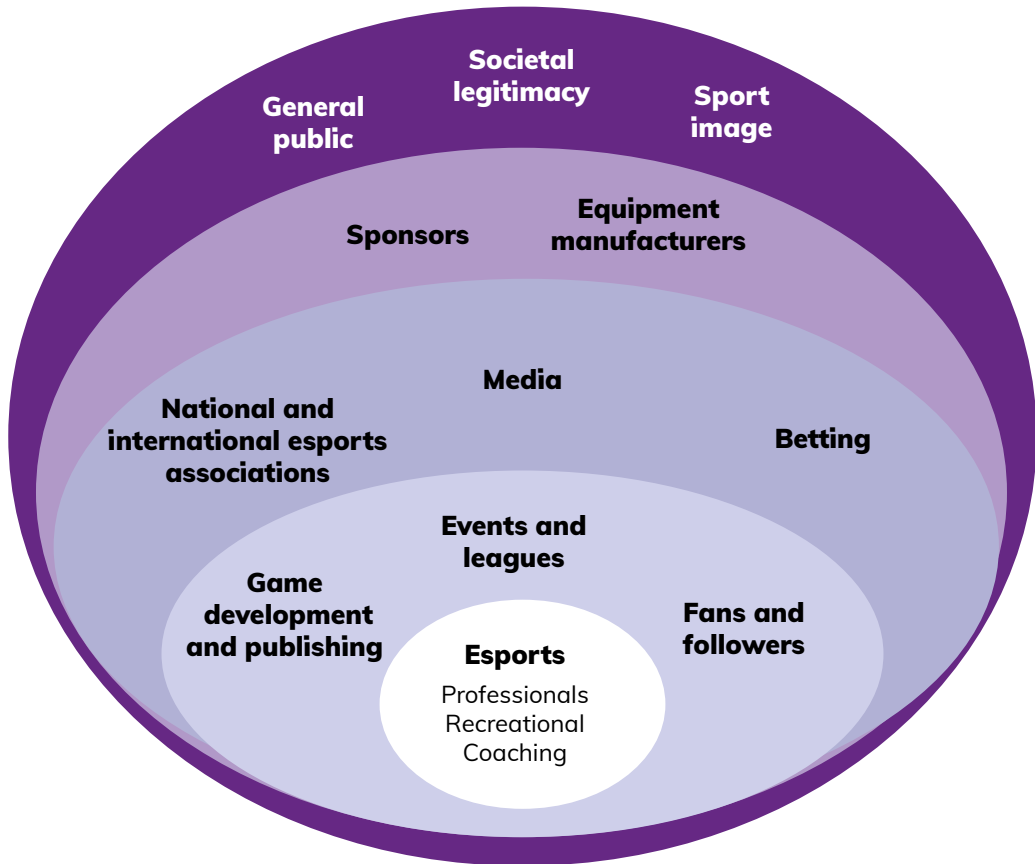 Societal
legitimacy
General
public
Sport
image
Sponsors
Equipment
manufacturers
Media
National and
international esports
associations
Betting
Events and
leagues
Game
development
and publishing
Fans and
followers
Esports
Professionals
Recreational
Coaching